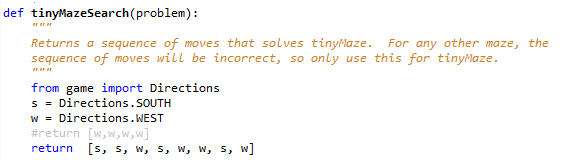 def tinyMazeSearch(problem):
    """
    Returns a sequence of moves that solves tinyMaze.  For any other maze, the
    sequence of moves will be incorrect, so only use this for tinyMaze.
    """
    from game import Directions
    s = Directions.SOUTH
    w = Directions.WEST
    #return [w,w,w,w]
    return  [s, s, w, s, w, w, s, w]